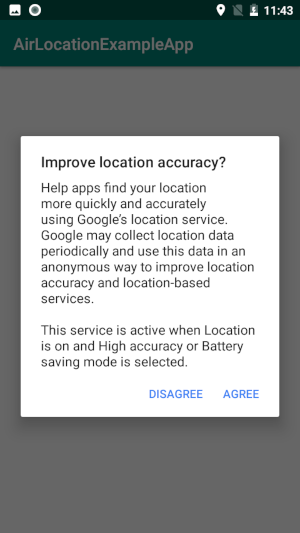 11:43
AirLocationExampleApp
Improve location accuracy?
Help apps find your location
more quickly and accurately
using Google's location service.
Google may collect location data
periodically and use this data in an
anonymous way to improve location
accuracy and location-based
services.
This service is active when Location
is on and High accuracy or Battery
saving mode is selected.
DISAGREE AGREE